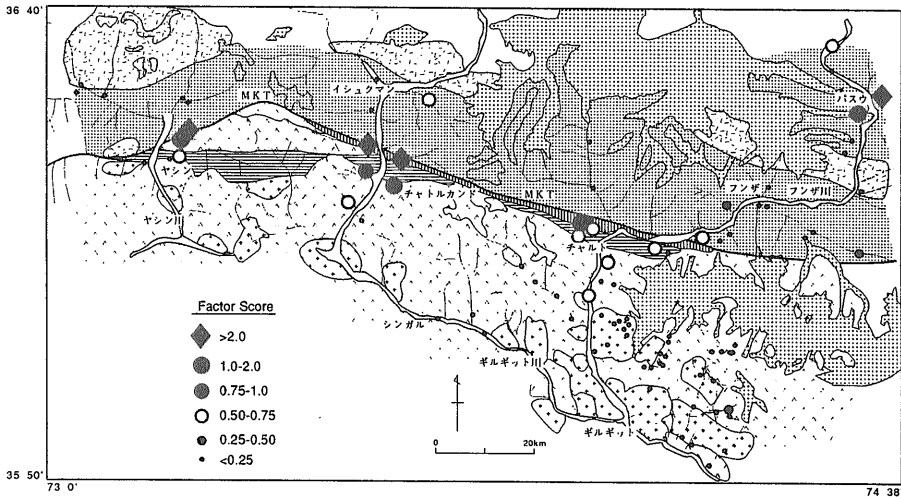 36 40'
イシュクマン
MKT
パスウ
ヤシン
チャトルカンド
MKT
フンザ
フンザ川
ヤシン川
チャルト
Factor Score
>2.0
1.0-2.0
0.75-1.0
0.50-0.75
0.25-0.50
<0.25
シンガル
ギルギット川
ギルギット
0
20km
35 50'
73 0'
74 38